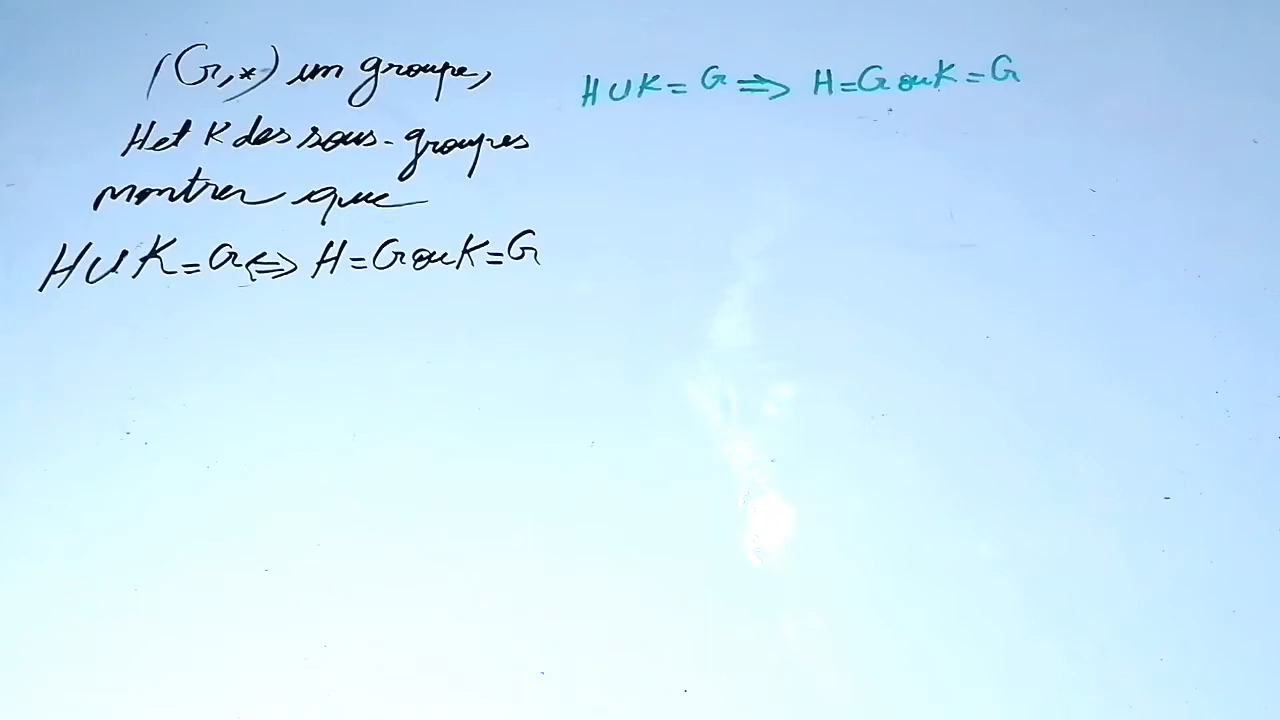 (G,*) un groupe,
H et K des sous-groupes
montrer que
H∪K=G⇔H=G ou K=G
H∪K=G⇒H=G ou K=G